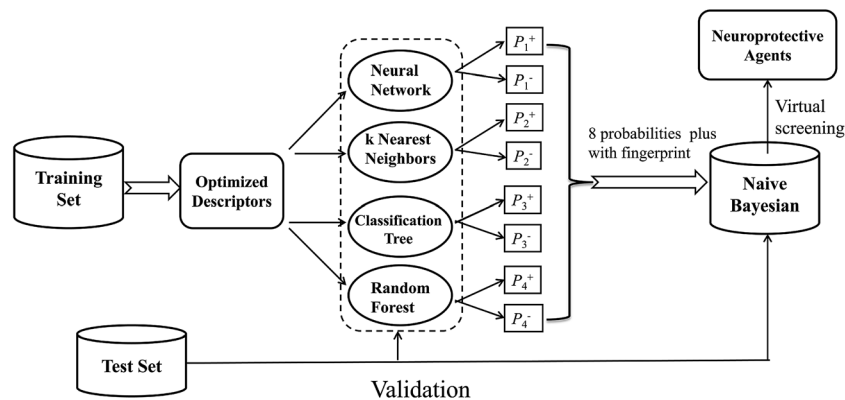 Training
Set
Optimized
Descriptors
Neural
Network
k Nearest
Neighbors
Classification
Tree
Random
Forest
P₁⁺
P₁⁻
P₂⁺
P₂⁻
P₃⁺
P₃⁻
P₄⁺
P₄⁻
8 probabilities plus
with fingerprint
Neuroprotective
Agents
Virtual
screening
Naive
Bayesian
Test Set
Validation